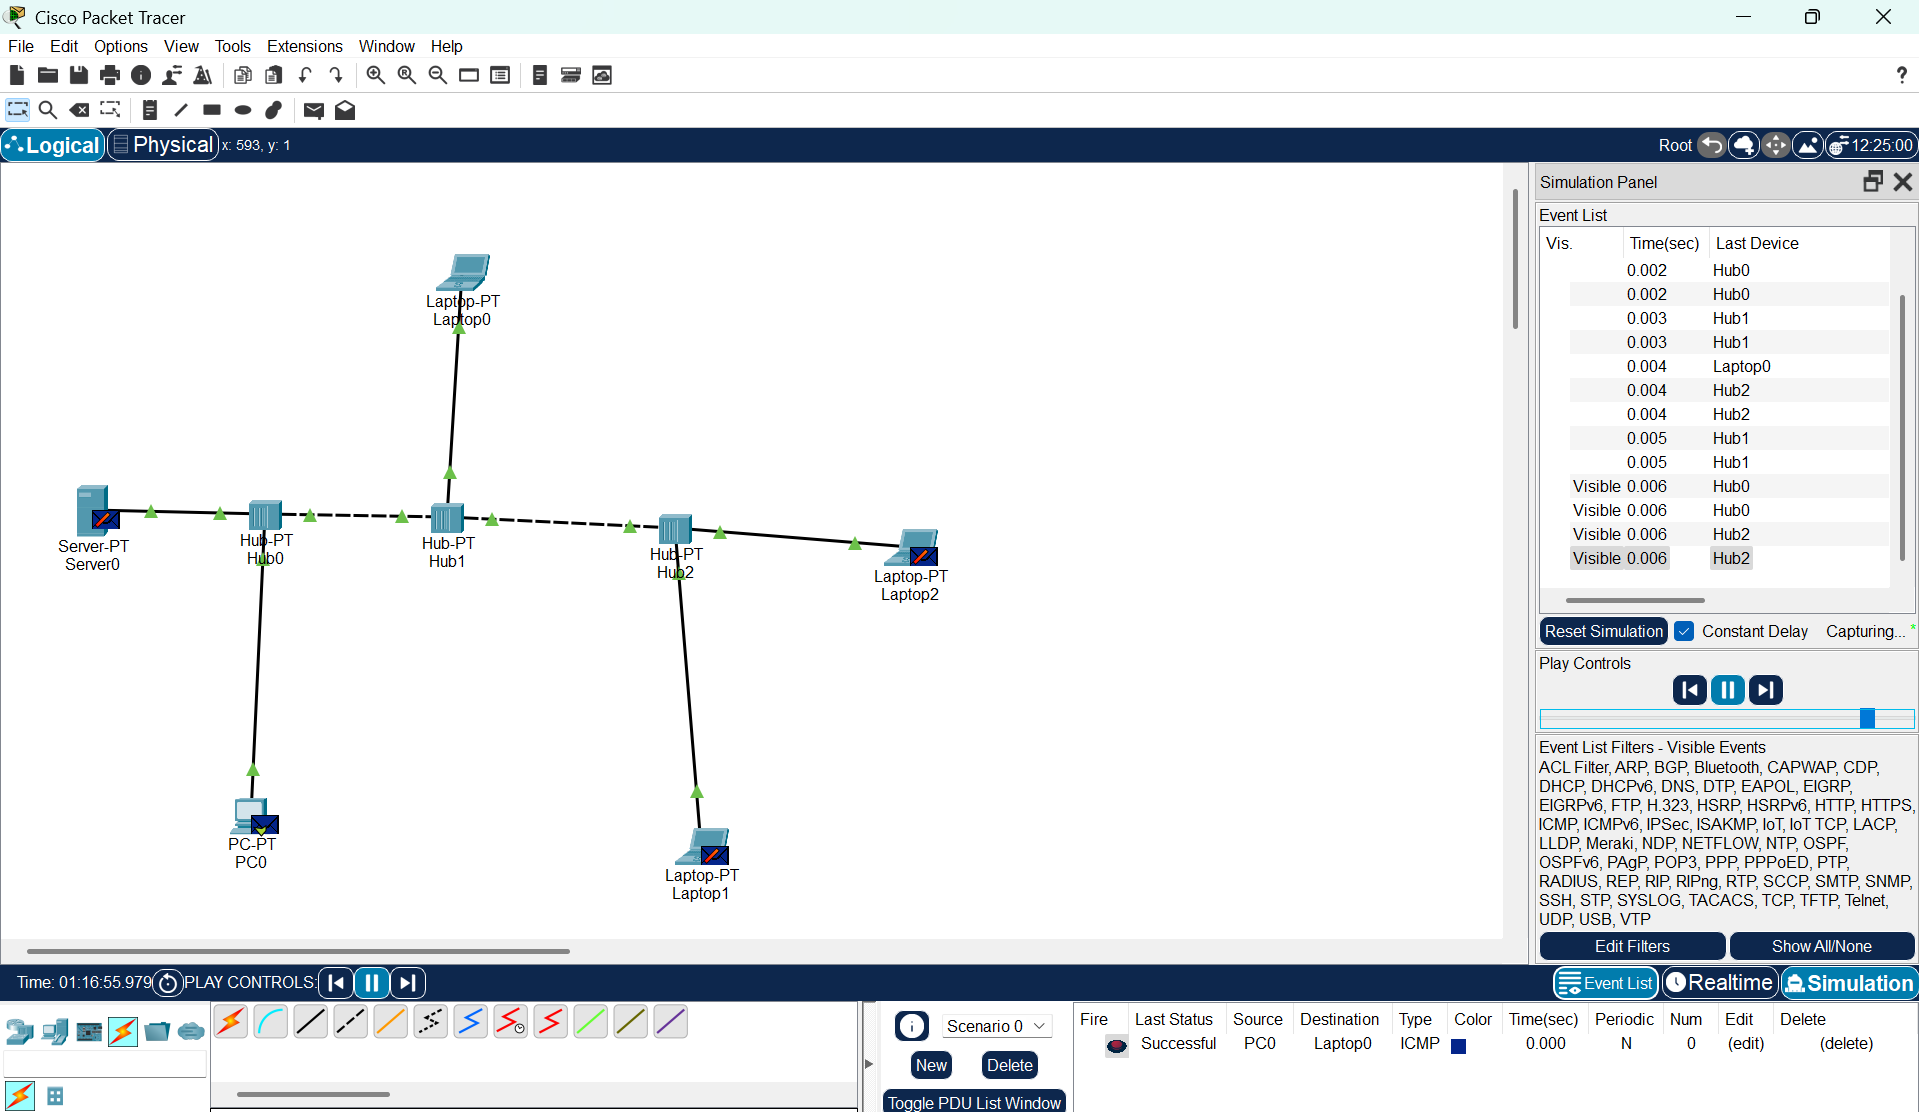 Cisco Packet Tracer
File Edit Options View Tools Extensions Window Help
?
Logical Physical x: 593, y: 1 Root 12:25:00
Simulation Panel
Event List
Vis. Time(sec) Last Device
0.002 Hub0
0.002 Hub0
0.003 Hub1
0.003 Hub1
0.004 Laptop0
0.004 Hub2
0.004 Hub2
0.005 Hub1
0.005 Hub1
Visible 0.006 Hub0
Visible 0.006 Hub0
Visible 0.006 Hub2
Visible 0.006 Hub2
Reset Simulation Constant Delay Capturing... *
Play Controls
Event List Filters - Visible Events
ACL Filter, ARP, BGP, Bluetooth, CAPWAP, CDP,
DHCP, DHCPv6, DNS, DTP, EAPOL, EIGRP,
EIGRPv6, FTP, H.323, HSRP, HSRPv6, HTTP, HTTPS,
ICMP, ICMPv6, IPSec, ISAKMP, IoT, IoT TCP, LACP,
LLDP, Meraki, NDP, NETFLOW, NTP, OSPF,
OSPFv6, PAgP, POP3, PPP, PPPoED, PTP,
RADIUS, REP, RIP, RIPng, RTP, SCCP, SMTP, SNMP,
SSH, STP, SYSLOG, TACACS, TCP, TFTP, Telnet,
UDP, USB, VTP
Edit Filters Show All/None
Laptop-PT
Laptop0
Server-PT
Server0
Hub-PT
Hub0
Hub-PT
Hub1
Hub-PT
Hub2
Laptop-PT
Laptop2
PC-PT
PC0
Laptop-PT
Laptop1
Time: 01:16:55.979 PLAY CONTROLS: Event List Realtime Simulation
Scenario 0
New Delete
Toggle PDU List Window
Fire Last Status Source Destination Type Color Time(sec) Periodic Num Edit Delete
Successful PC0 Laptop0 ICMP 0.000 N 0 (edit) (delete)